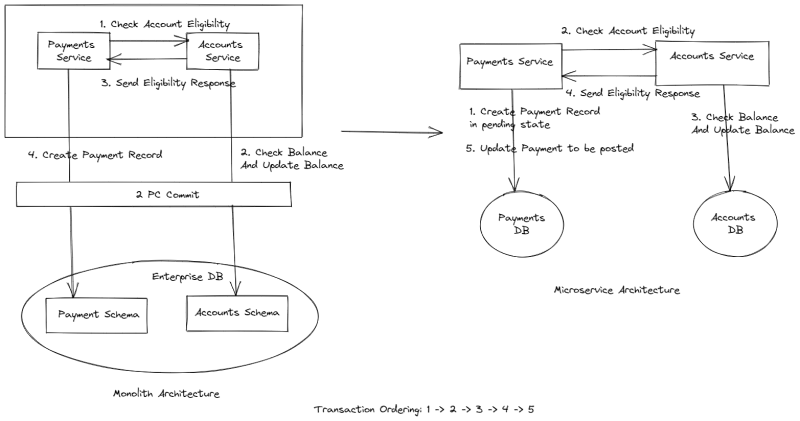 1. Check Account Eligibility
Payments
Service
Accounts
Service
3. Send Eligibility Response
4. Create Payment Record
2. Check Balance
And Update Balance
2 PC Commit
Enterprise DB
Payment Schema
Accounts Schema
Monolith Architecture
2. Check Account Eligibility
Payments Service
Accounts Service
4. Send Eligibility Response
1. Create Payment Record
in pending state
3. Check Balance
And Update Balance
5. Update Payment to be posted
Payments
DB
Accounts
DB
Microservice Architecture
Transaction Ordering: 1 -> 2 -> 3 -> 4 -> 5